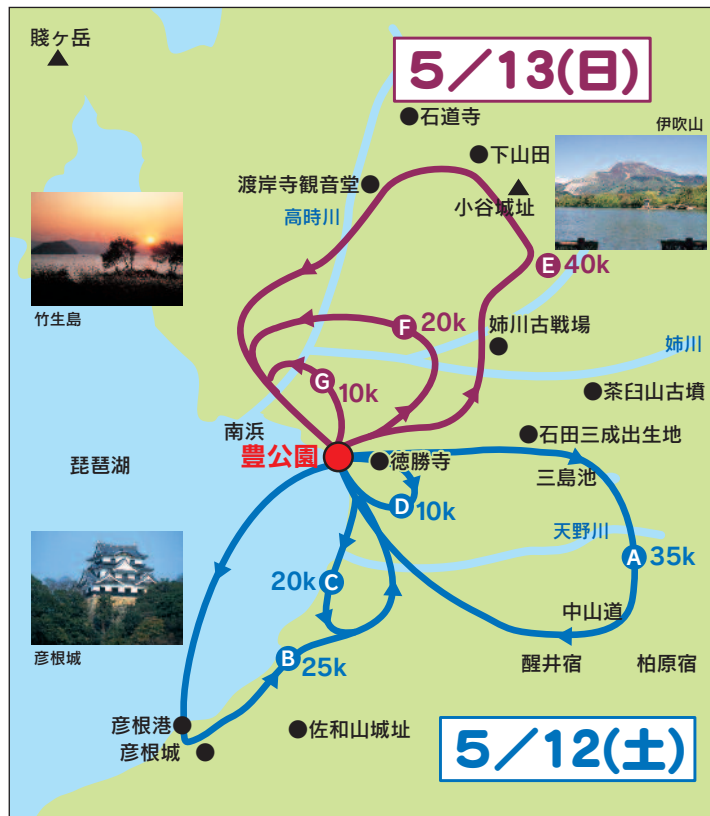 賤ヶ岳
5／13(日)
石道寺
伊吹山
下山田
渡岸寺観音堂
小谷城址
高時川
E 40k
竹生島
F 20k
姉川古戦場
姉川
G 10k
茶臼山古墳
南浜
石田三成出生地
豊公園
徳勝寺
琵琶湖
三島池
D 10k
天野川
A 35k
20k C
中山道
B 25k
彦根城
醒井宿
柏原宿
彦根港
佐和山城址
彦根城
5／12(土)